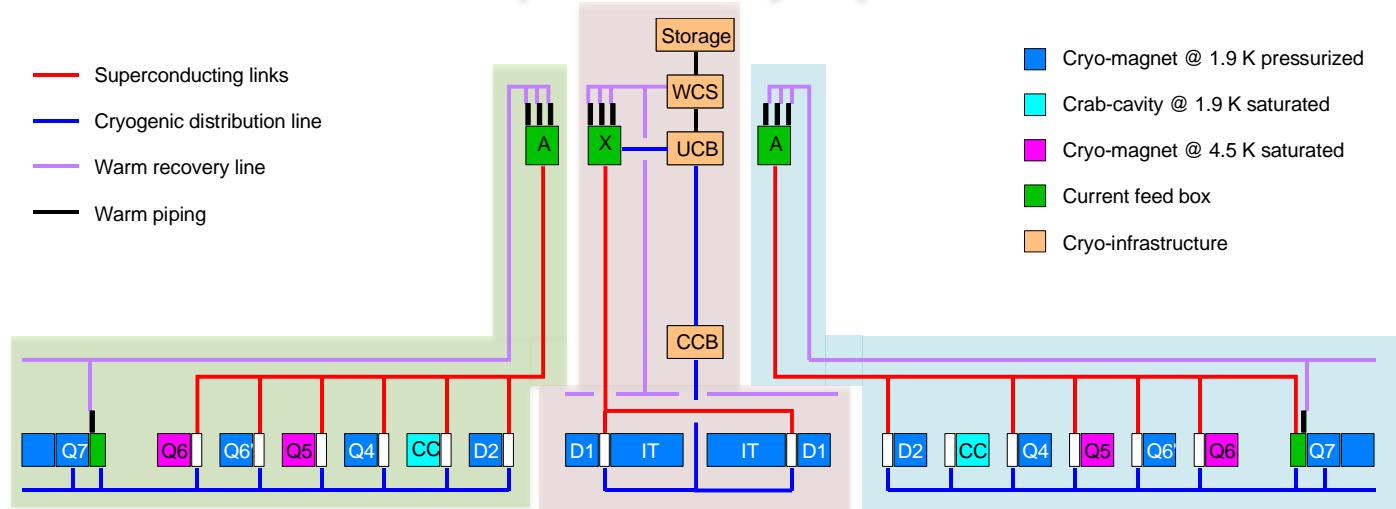 Storage
Superconducting links
Cryogenic distribution line
Warm recovery line
Warm piping
WCS
A
X
UCB
A
CCB
Cryo-magnet @ 1.9 K pressurized
Crab-cavity @ 1.9 K saturated
Cryo-magnet @ 4.5 K saturated
Current feed box
Cryo-infrastructure
Q7 Q6 Q6' Q5 Q4 CC D2 D1 IT IT D1 D2 CC Q4 Q5 Q6' Q6 Q7